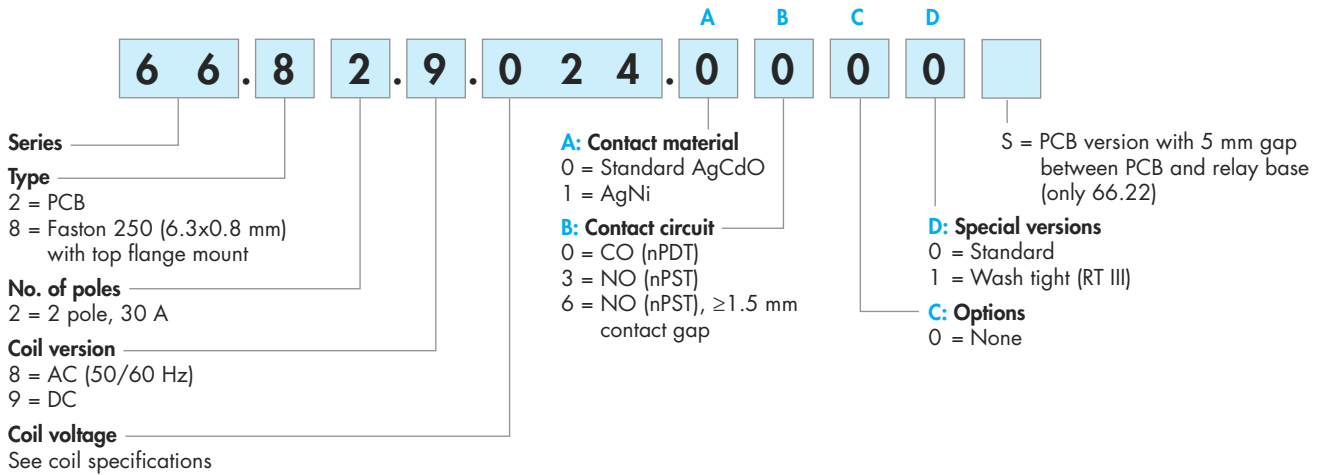 A B C D
6 6 . 8 2 . 9 . 0 2 4 . 0 0 0 0
Series
Type
2 = PCB
8 = Faston 250 (6.3x0.8 mm)
with top flange mount
No. of poles
2 = 2 pole, 30 A
Coil version
8 = AC (50/60 Hz)
9 = DC
Coil voltage
See coil specifications
A: Contact material
0 = Standard AgCdO
1 = AgNi
B: Contact circuit
0 = CO (nPDT)
3 = NO (nPST)
6 = NO (nPST), ≥1.5 mm
contact gap
S = PCB version with 5 mm gap
between PCB and relay base
(only 66.22)
D: Special versions
0 = Standard
1 = Wash tight (RT III)
C: Options
0 = None